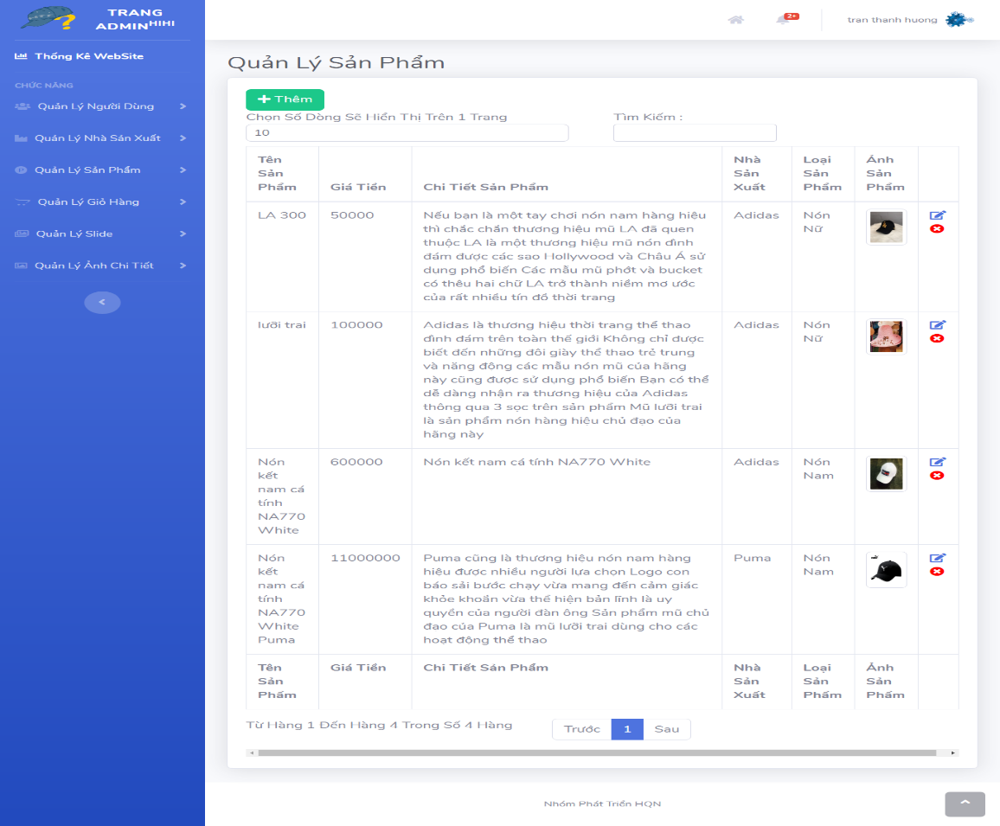 TRANG
ADMINHIHI
2+
tran thanh huong
Thống Kê WebSite
CHỨC NĂNG
Quản Lý Người Dùng
Quản Lý Nhà Sản Xuất
Quản Lý Sản Phẩm
Quản Lý Giỏ Hàng
Quản Lý Slide
Quản Lý Ảnh Chi Tiết
Quản Lý Sản Phẩm
Thêm
Chọn Số Dòng Sẽ Hiển Thị Trên 1 Trang
Tìm Kiếm :
10
Tên Sản Phẩm
Giá Tiền
Chi Tiết Sản Phẩm
Nhà Sản Xuất
Loại Sản Phẩm
Ảnh Sản Phẩm
LA 300
50000
Nếu bạn là một tay chơi nón nam hàng hiệu
thì chắc chắn thương hiệu mũ LA đã quen
thuộc LA là một thương hiệu mũ nón đình
đám được các sao Hollywood và Châu Á sử
dụng phổ biến Các mẫu mũ phớt và bucket
có thêu hai chữ LA trở thành niềm mơ ước
của rất nhiều tín đồ thời trang
Adidas
Nón Nữ
lưỡi trai
100000
Adidas là thương hiệu thời trang thể thao
đình đám trên toàn thế giới Không chỉ được
biết đến những đôi giày thể thao trẻ trung
và năng động các mẫu nón mũ của hãng
này cũng được sử dụng phổ biến Bạn có thể
dễ dàng nhận ra thương hiệu của Adidas
thông qua 3 sọc trên sản phẩm Mũ lưỡi trai
là sản phẩm nón hàng hiệu chủ đạo của
hãng này
Adidas
Nón Nữ
Nón kết nam cá tính NA770 White
600000
Nón kết nam cá tính NA770 White
Adidas
Nón Nam
Nón kết nam cá tính NA770 White Puma
11000000
Puma cũng là thương hiệu nón nam hàng
hiệu được nhiều người lựa chọn Logo con
báo sải bước chạy vừa mang đến cảm giác
khỏe khoắn vừa thể hiện bản lĩnh là uy
quyền của người đàn ông Sản phẩm mũ chủ
đạo của Puma là mũ lưỡi trai dùng cho các
hoạt động thể thao
Puma
Nón Nam
Tên Sản Phẩm
Giá Tiền
Chi Tiết Sản Phẩm
Nhà Sản Xuất
Loại Sản Phẩm
Ảnh Sản Phẩm
Từ Hàng 1 Đến Hàng 4 Trong Số 4 Hàng
Trước
1
Sau
Nhóm Phát Triển HQN